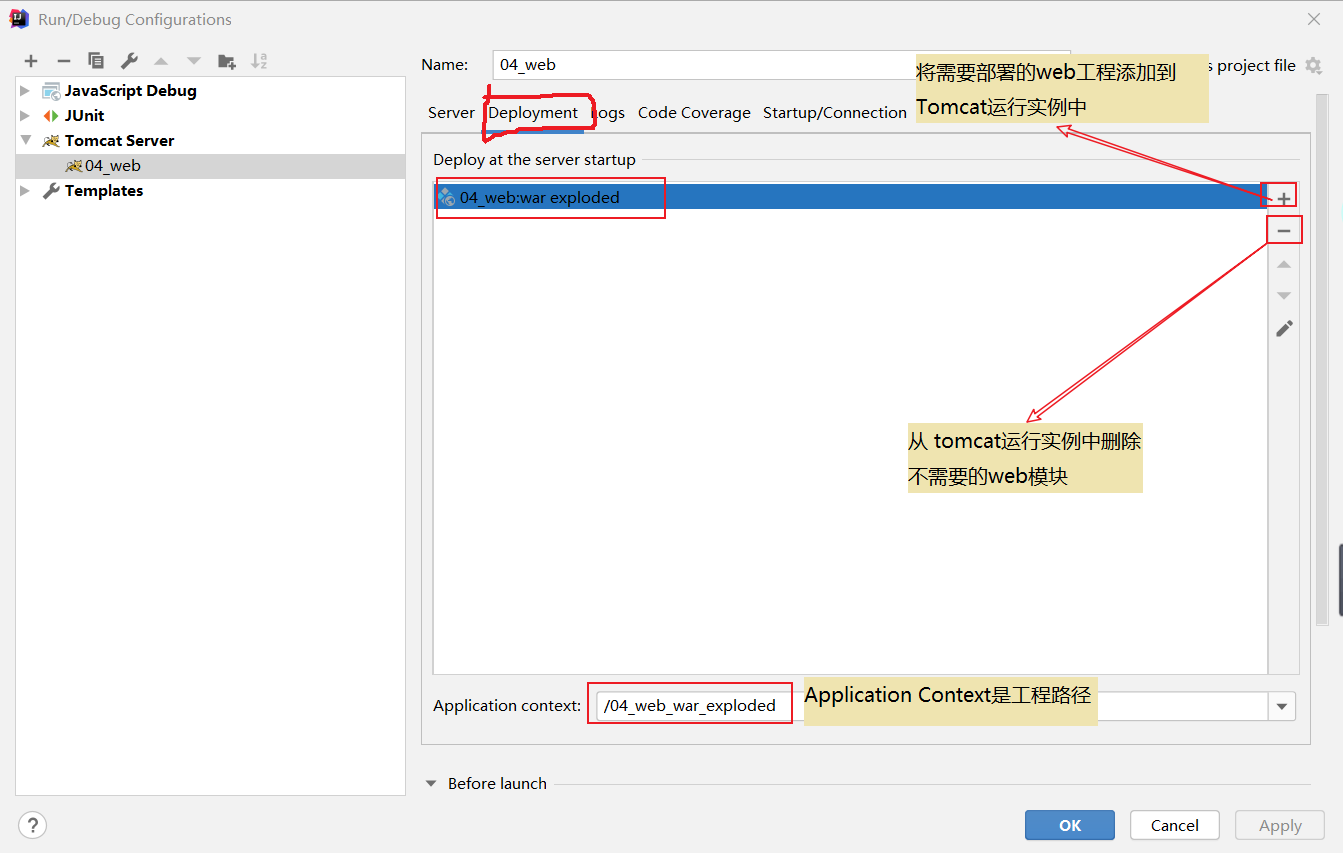 Run/Debug Configurations
Name:
04_web
s project file
将需要部署的web工程添加到
Tomcat运行实例中
JavaScript Debug
JUnit
Tomcat Server
04_web
Templates
Server
Deployment
ogs
Code Coverage
Startup/Connection
Deploy at the server startup
04_web:war exploded
从 tomcat运行实例中删除
不需要的web模块
Application context:
/04_web_war_exploded
Application Context是工程路径
Before launch
?
OK
Cancel
Apply